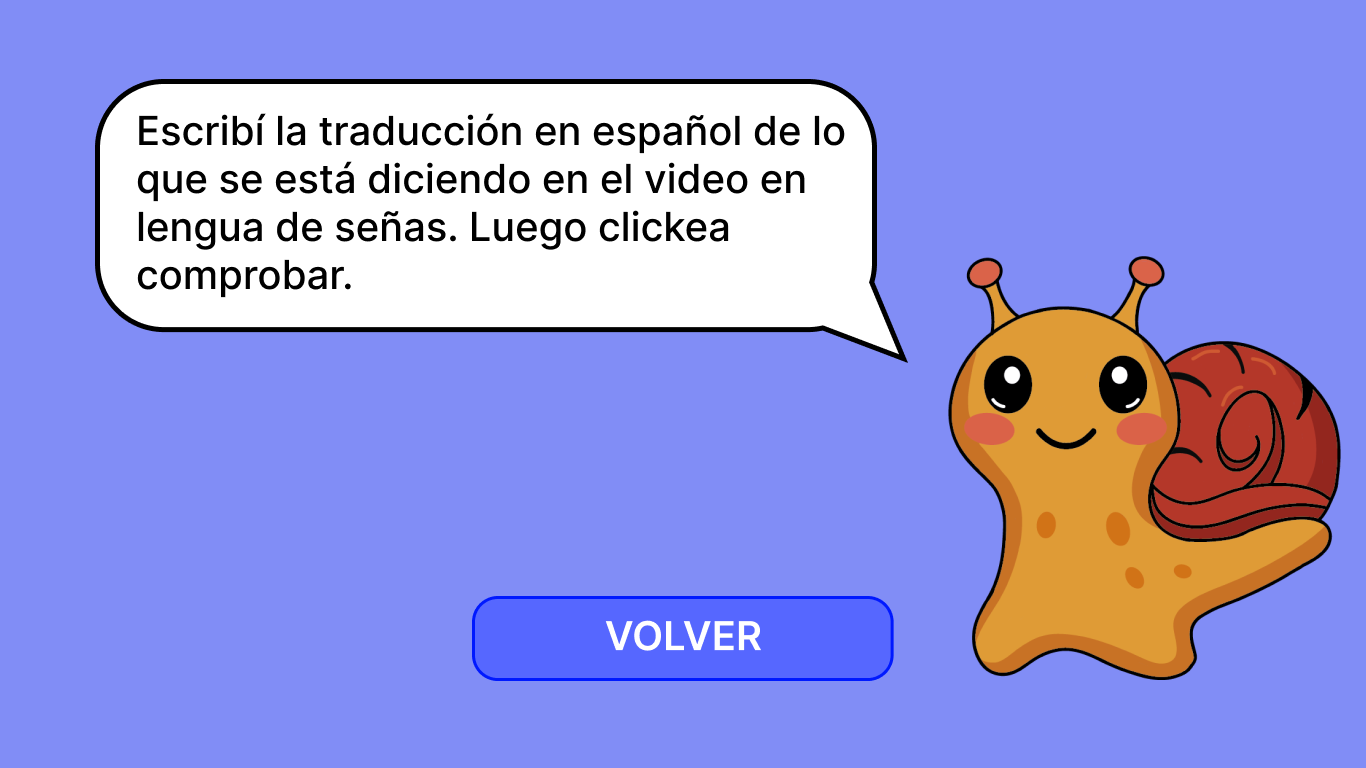 Escribí la traducción en español de lo
que se está diciendo en el video en
lengua de señas. Luego clickea
comprobar.
VOLVER